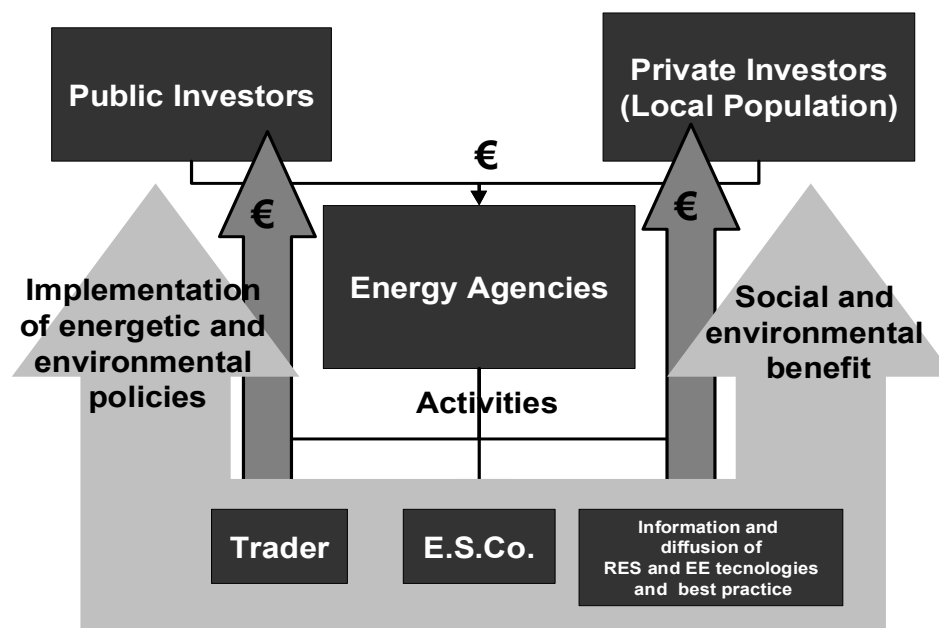 Public Investors
Private Investors
(Local Population)
€
€
€
Energy Agencies
Implementation
of energetic and
environmental
policies
Social and
environmental
benefit
Activities
Trader
E.S.Co.
Information and
diffusion of
RES and EE tecnologies
and best practice